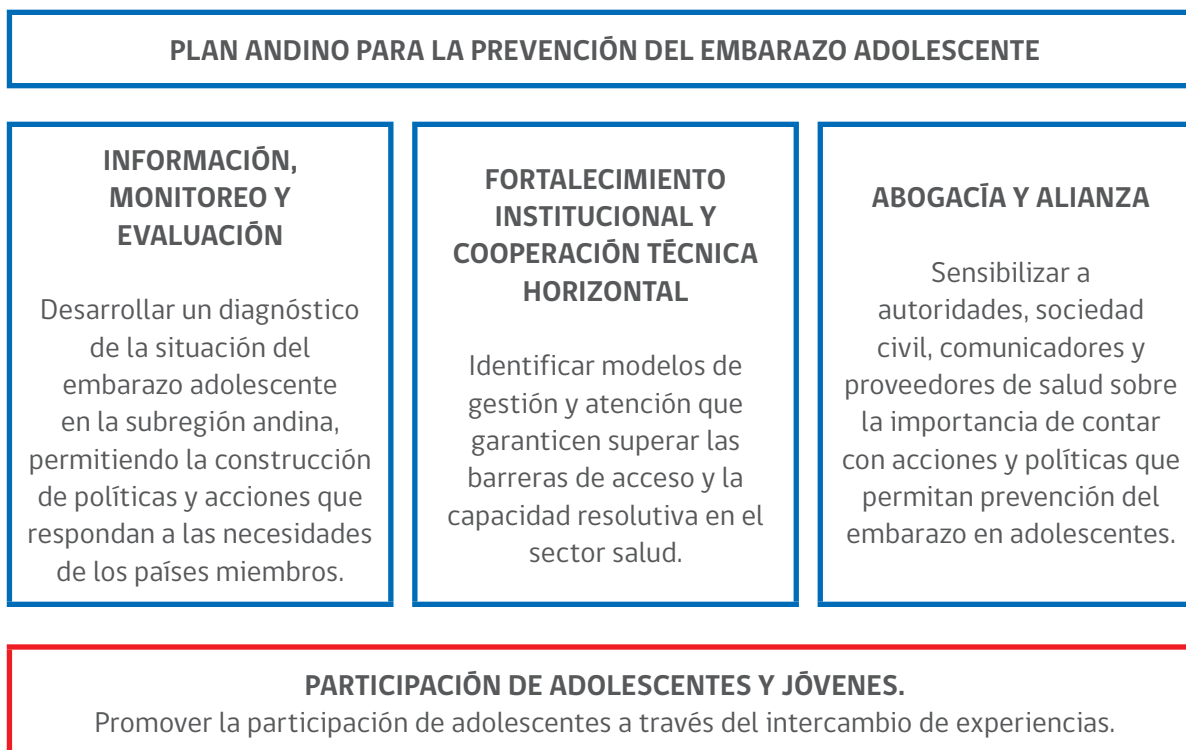 PLAN ANDINO PARA LA PREVENCIÓN DEL EMBARAZO ADOLESCENTE
INFORMACIÓN,
MONITOREO Y
EVALUACIÓN
Desarrollar un diagnóstico
de la situación del
embarazo adolescente
en la subregión andina,
permitiendo la construcción
de políticas y acciones que
respondan a las necesidades
de los países miembros.
FORTALECIMIENTO
INSTITUCIONAL Y
COOPERACIÓN TÉCNICA
HORIZONTAL
Identificar modelos de
gestión y atención que
garanticen superar las
barreras de acceso y la
capacidad resolutiva en el
sector salud.
ABOGACÍA Y ALIANZA
Sensibilizar a
autoridades, sociedad
civil, comunicadores y
proveedores de salud sobre
la importancia de contar
con acciones y políticas que
permitan prevención del
embarazo en adolescentes.
PARTICIPACIÓN DE ADOLESCENTES Y JÓVENES.
Promover la participación de adolescentes a través del intercambio de experiencias.